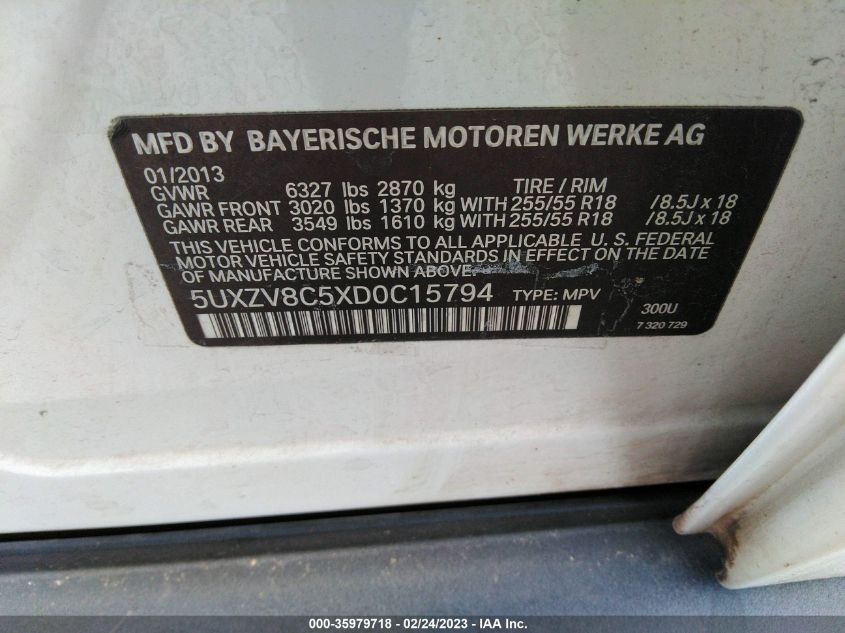 MFD BY BAYERISCHE MOTOREN WERKE AG
01/2013
GVWR 6327 lbs 2870 kg TIRE / RIM
GAWR FRONT 3020 lbs 1370 kg WITH 255/55 R18 /8.5J x 18
GAWR REAR 3549 lbs 1610 kg WITH 255/55 R18 /8.5J x 18
THIS VEHICLE CONFORMS TO ALL APPLICABLE U. S. FEDERAL
MOTOR VEHICLE SAFETY STANDARDS IN EFFECT ON THE DATE
OF MANUFACTURE SHOWN ABOVE.
5UXZV8C5XD0C15794 TYPE: MPV
300U
7 320 729
000-35979718 - 02/24/2023 - IAAI Inc.